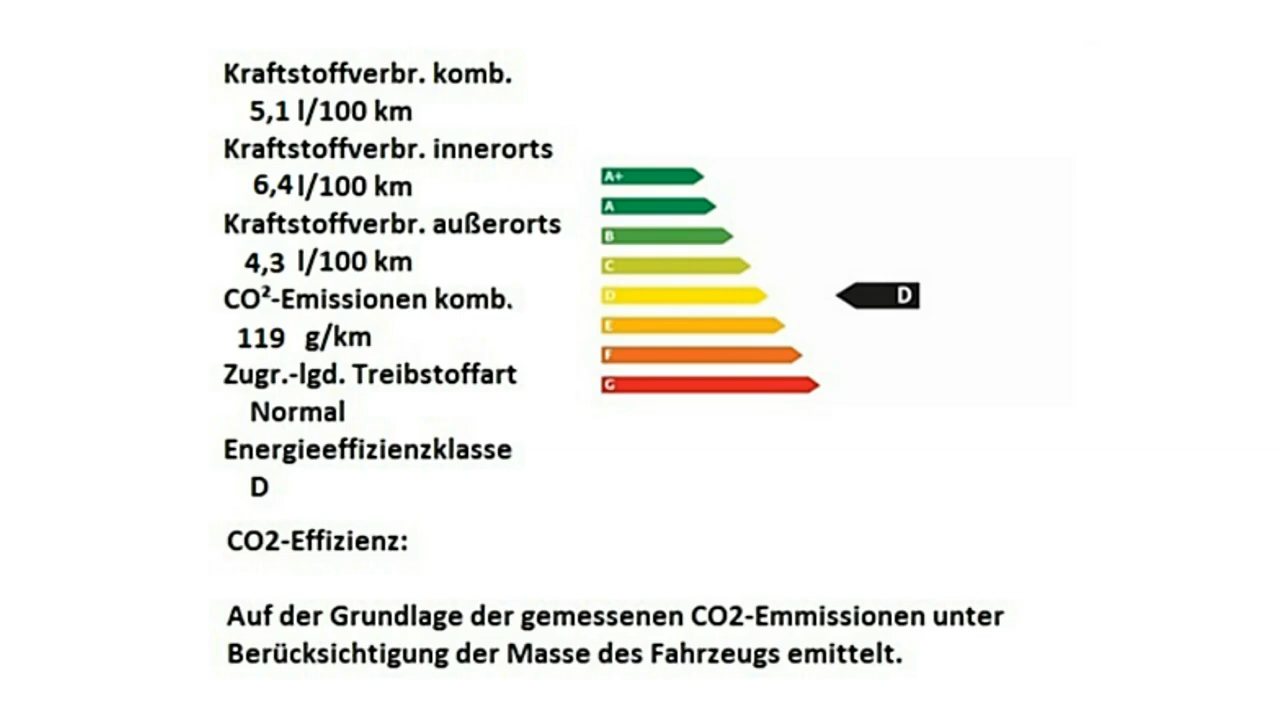 Kraftstoffverbr. komb.
5,1 l/100 km
Kraftstoffverbr. innerorts
6,4 l/100 km
Kraftstoffverbr. außerorts
4,3 l/100 km
CO²-Emissionen komb.
119 g/km
Zugr.-lgd. Treibstoffart
Normal
Energieeffizienzklasse
D
A+
A
B
C
D
D
E
F
G
CO2-Effizienz:
Auf der Grundlage der gemessenen CO2-Emmissionen unter
Berücksichtigung der Masse des Fahrzeugs emittelt.